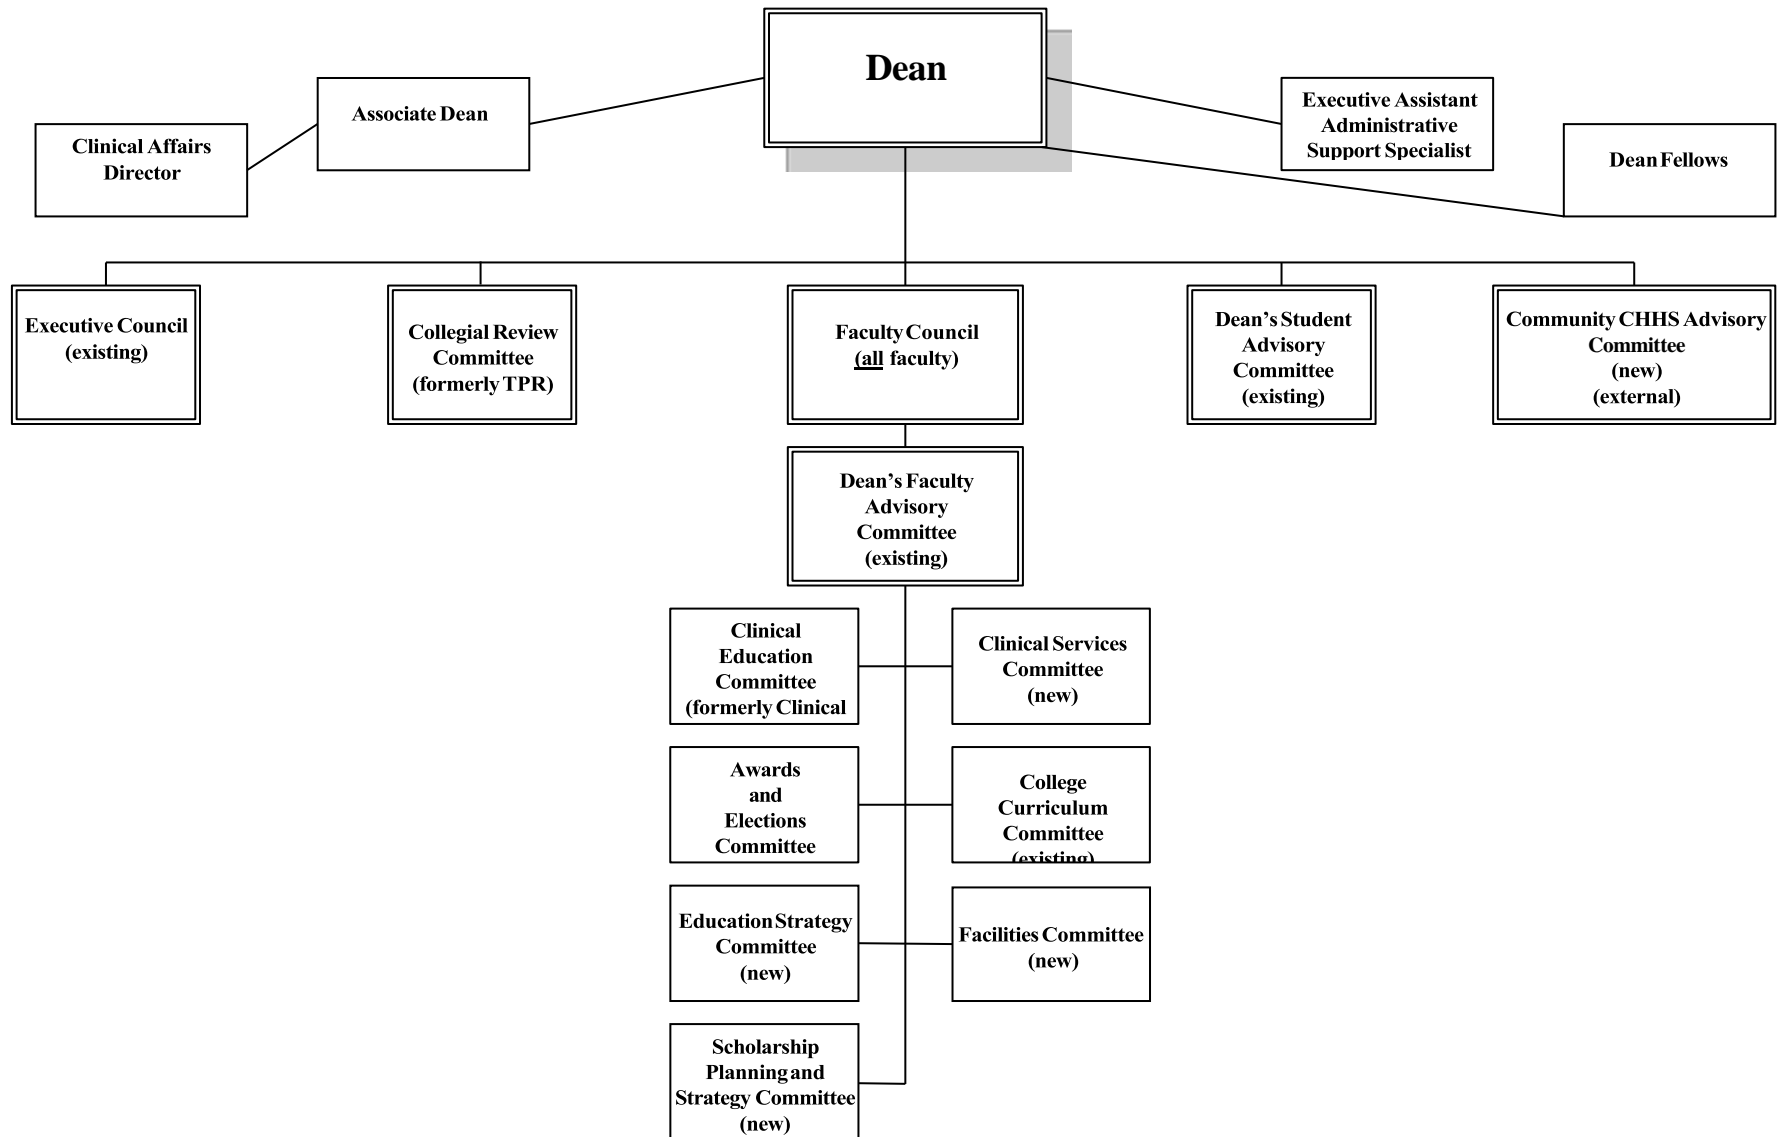 Dean
Associate Dean
Clinical Affairs
Director
Executive Assistant
Administrative
Support Specialist
Dean Fellows
Executive Council
(existing)
Collegial Review
Committee
(formerly TPR)
Faculty Council
(all faculty)
Dean’s Student
Advisory
Committee
(existing)
Community CHHS Advisory
Committee
(new)
(external)
Dean’s Faculty
Advisory
Committee
(existing)
Clinical
Education
Committee
(formerly Clinical
Clinical Services
Committee
(new)
Awards
and
Elections
Committee
College
Curriculum
Committee
(existing)
Education Strategy
Committee
(new)
Facilities Committee
(new)
Scholarship
Planning and
Strategy Committee
(new)